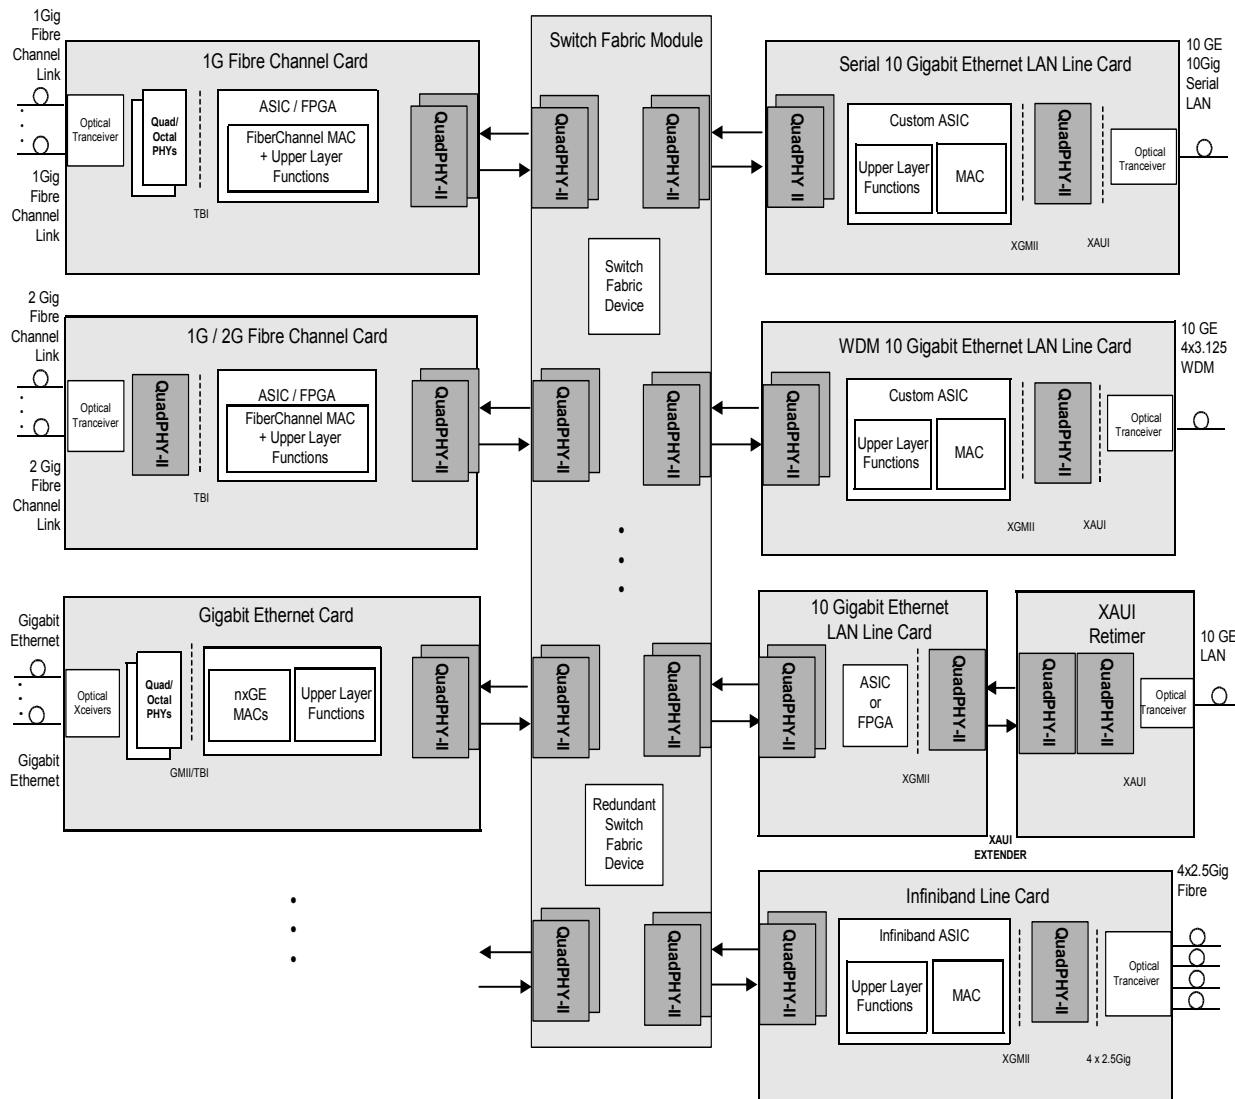 1Gig
Fibre
Channel
Link
1G Fibre Channel Card
Optical
Tranceiver
Quad/
Octal
PHYs
TBI
ASIC / FPGA
FiberChannel MAC
+ Upper Layer
Functions
QuadPHY-II
1Gig
Fibre
Channel
Link
2 Gig
Fibre
Channel
Link
1G / 2G Fibre Channel Card
Optical
Tranceiver
QuadPHY-II
TBI
ASIC / FPGA
FiberChannel MAC
+ Upper Layer
Functions
QuadPHY-II
2 Gig
Fibre
Channel
Link
Gigabit
Ethernet
Gigabit Ethernet Card
Optical
Xceivers
Quad/
Octal
PHYs
GMII/TBI
nxGE
MACs
Upper Layer
Functions
QuadPHY-II
Gigabit
Ethernet
Switch Fabric Module
QuadPHY-II
QuadPHY-II
Switch
Fabric
Device
QuadPHY-II
QuadPHY-II
QuadPHY-II
QuadPHY-II
Redundant
Switch
Fabric
Device
QuadPHY-II
QuadPHY-II
Serial 10 Gigabit Ethernet LAN Line Card
QuadPHY II
Custom ASIC
Upper Layer
Functions
MAC
XGMII
QuadPHY-II
XAUI
Optical
Tranceiver
10 GE
10Gig
Serial
LAN
WDM 10 Gigabit Ethernet LAN Line Card
QuadPHY-II
Custom ASIC
Upper Layer
Functions
MAC
XGMII
QuadPHY-II
XAUI
Optical
Tranceiver
10 GE
4x3.125
WDM
10 Gigabit Ethernet
LAN Line Card
QuadPHY-II
ASIC
or
FPGA
XGMII
QuadPHY-II
XAUI
EXTENDER
XAUI
Retimer
QuadPHY-II
QuadPHY-II
XAUI
Optical
Tranceiver
10 GE
LAN
Infiniband Line Card
QuadPHY-II
Infiniband ASIC
Upper Layer
Functions
MAC
XGMII
QuadPHY-II
4 x 2.5Gig
Optical
Tranceiver
4x2.5Gig
Fibre